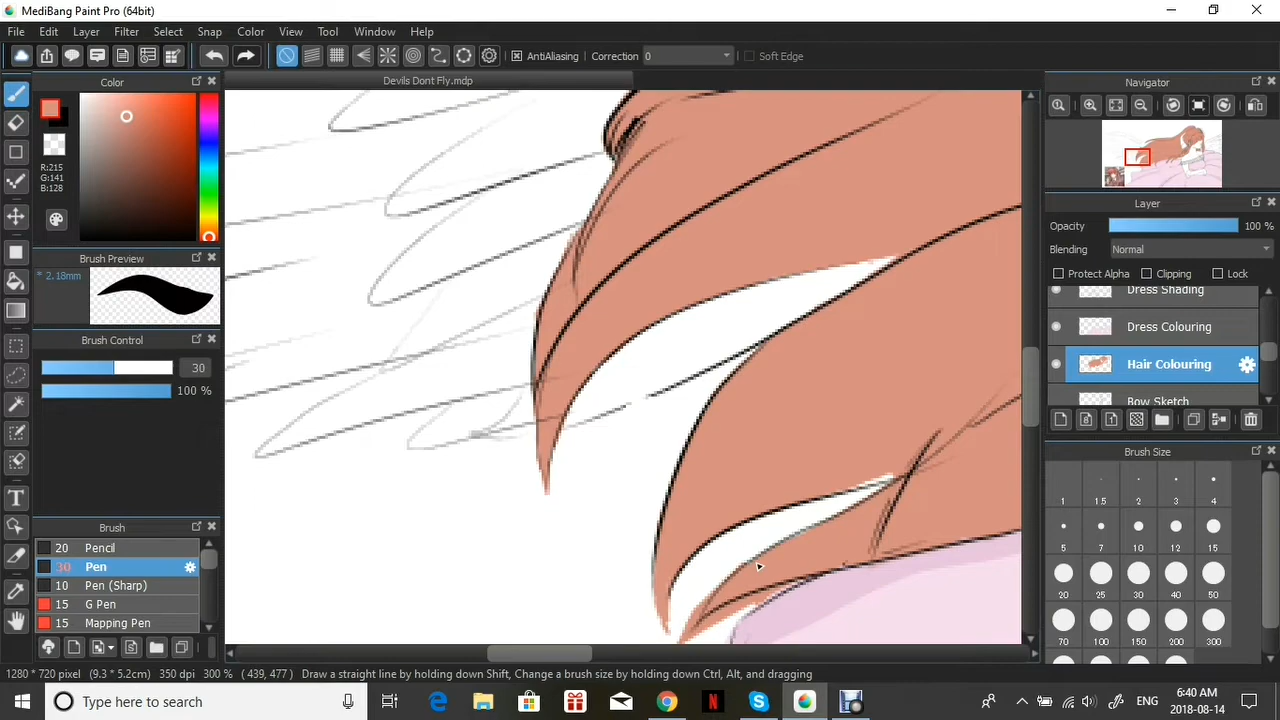 MediBang Paint Pro (64bit)
File Edit Layer Filter Select Snap Color View Tool Window Help
AntiAliasing Correction 0 Soft Edge
Color
Devils Dont Fly.mdp
Navigator
R:215
G:141
B:128
Layer
Opacity 100 %
Blending Normal
Protect Alpha Clipping Lock
Brush Preview
* 2.18mm
Dress Shading
Dress Colouring
Hair Colouring
Bow Sketch
Brush Control
30
100 %
Brush Size
1 1.5 2 3 4
5 7 10 12 15
20 25 30 40 50
70 100 150 200 300
Brush
20 Pencil
30 Pen
10 Pen (Sharp)
15 G Pen
15 Mapping Pen
1280 * 720 pixel (9.3 * 5.2cm) 350 dpi 300 % ( 439, 477 ) Draw a straight line by holding down Shift, Change a brush size by holding down Ctrl, Alt, and dragging
Type here to search
ENG
6:40 AM
2018-08-14